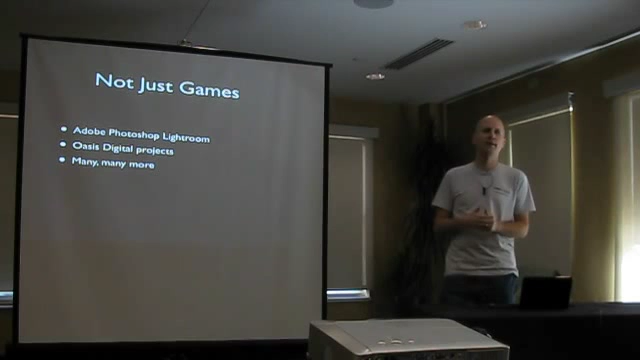 Not Just Games
• Adobe Photoshop Lightroom
• Oasis Digital projects
• Many, many more